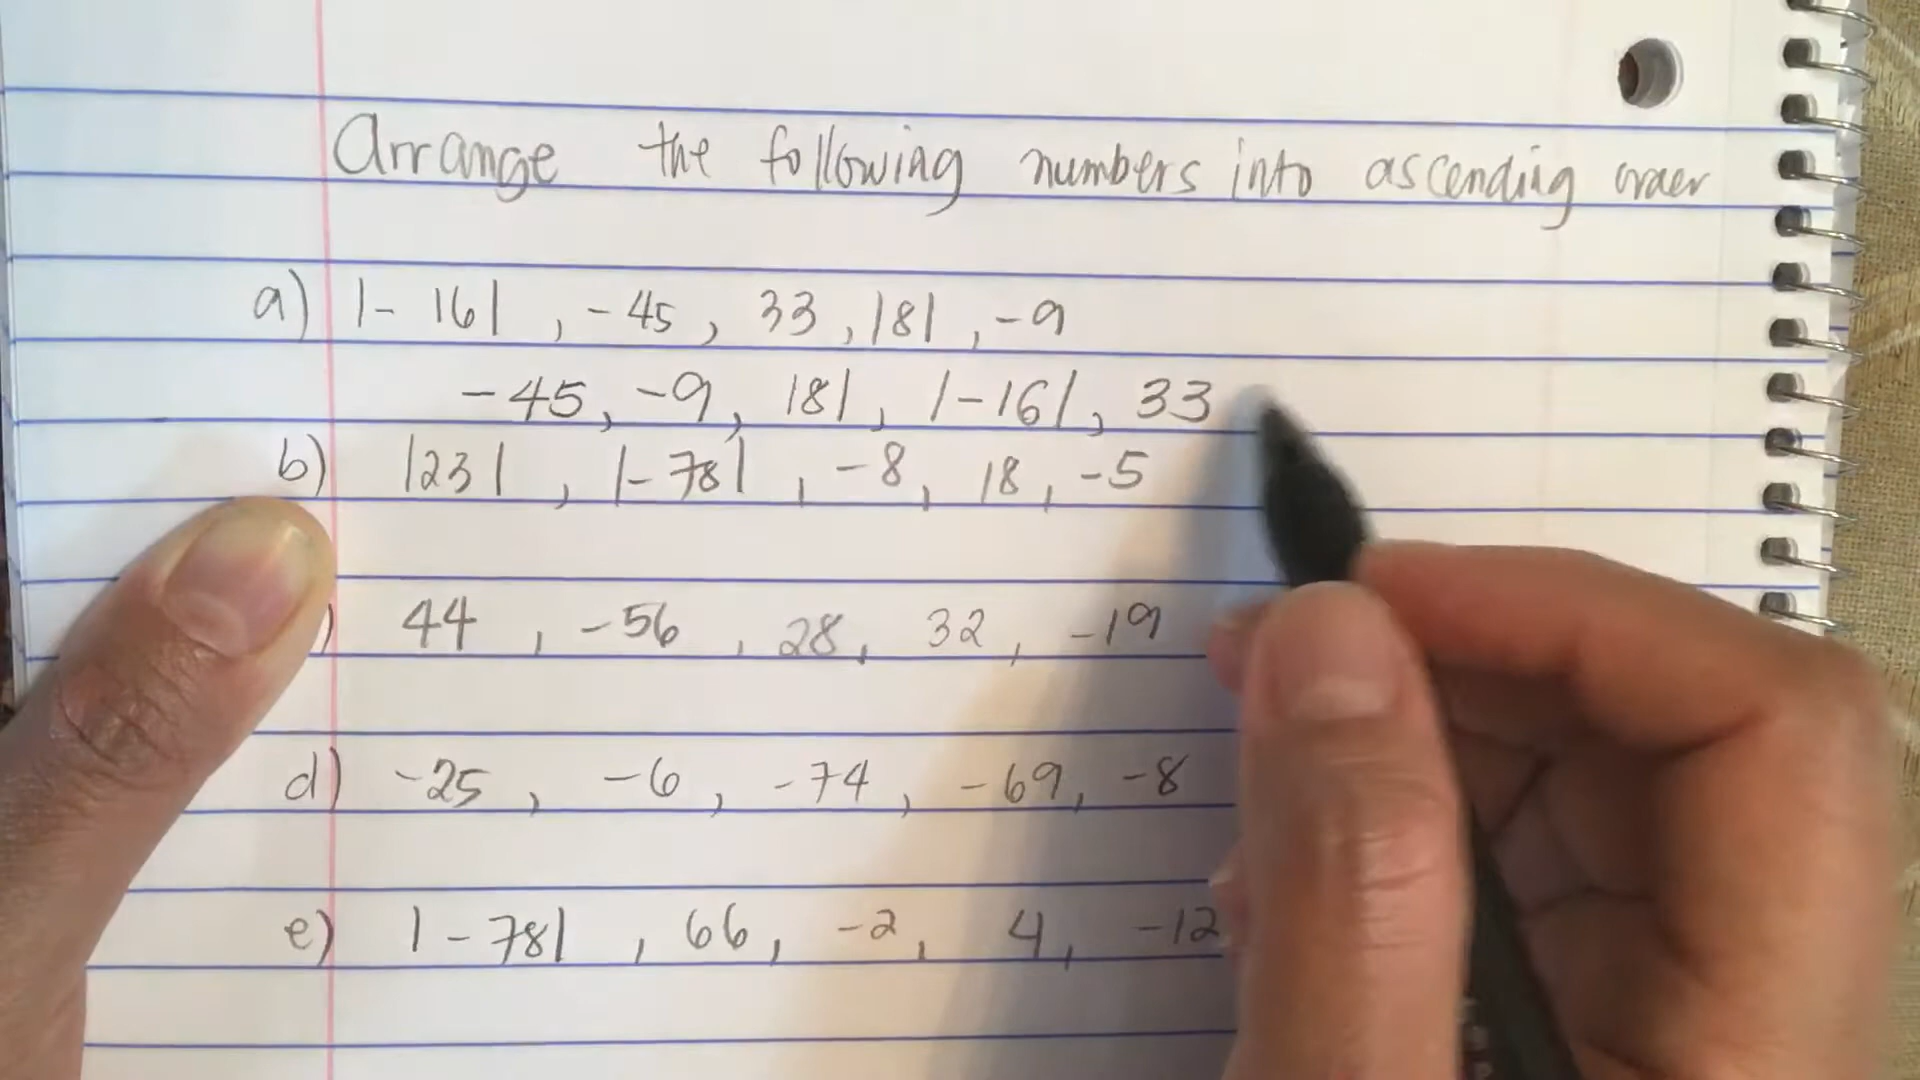 Arrange the following numbers into ascending order
a) |-16| , -45 , 33 , |8| , -9
-45, -9, |8|, |-16|, 33
b) |23| , |-78| , -8 , 18 , -5
) 44 , -56 , 28 , 32 , -19
d) -25 , -6 , -74 , -69 , -8
e) |-78| , 66 , -2 , 4 , -12